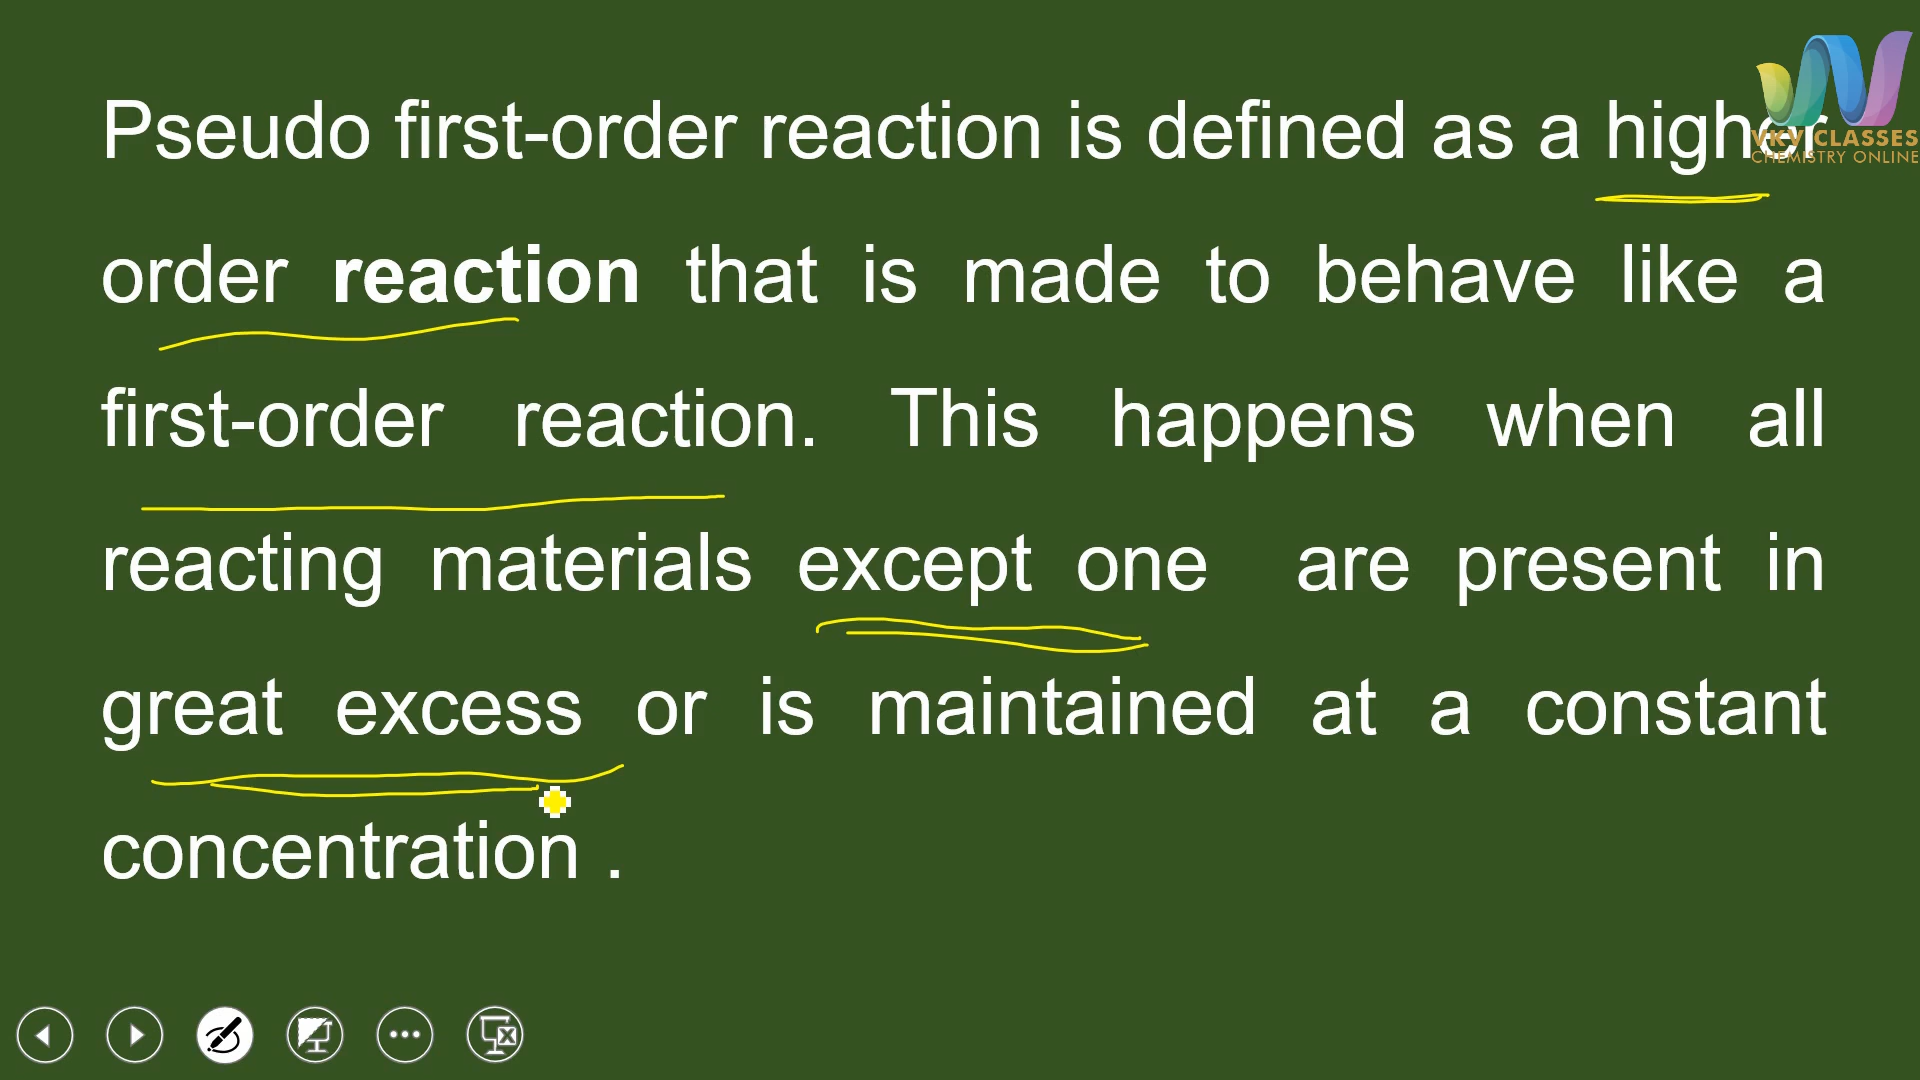 Pseudo first-order reaction is defined as a higher
order reaction that is made to behave like a
first-order reaction. This happens when all
reacting materials except one are present in
great excess or is maintained at a constant
concentration .
VKV CLASSES
CHEMISTRY ONLINE